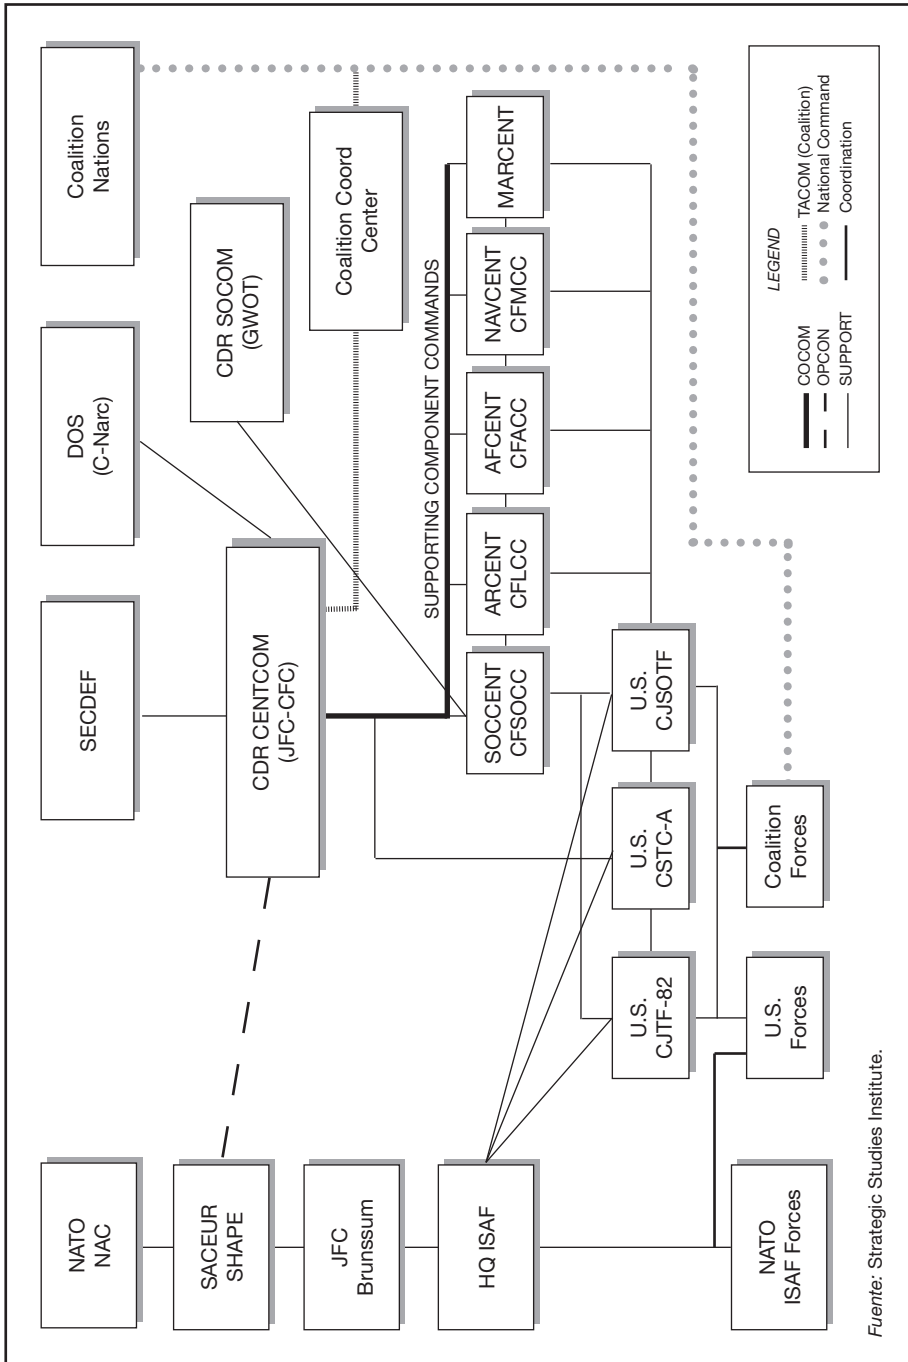 NATO
NAC
SECDEF
DOS
(C-Narc)
Coalition
Nations
SACEUR
SHAPE
CDR CENTCOM
(JFC-CFC)
CDR SOCOM
(GWOT)
JFC
Brunssum
Coalition Coord
Center
SUPPORTING COMPONENT COMMANDS
HQ ISAF
SOCCENT
CFSOCC
ARCENT
CFLCC
AFCENT
CFACC
NAVCENT
CFMCC
MARCENT
U.S.
CJTF-82
U.S.
CSTC-A
U.S.
CJSOTF
NATO
ISAF Forces
U.S.
Forces
Coalition
Forces
LEGEND
COCOM
OPCON
SUPPORT
TACOM (Coalition)
National Command
Coordination
Fuente: Strategic Studies Institute.